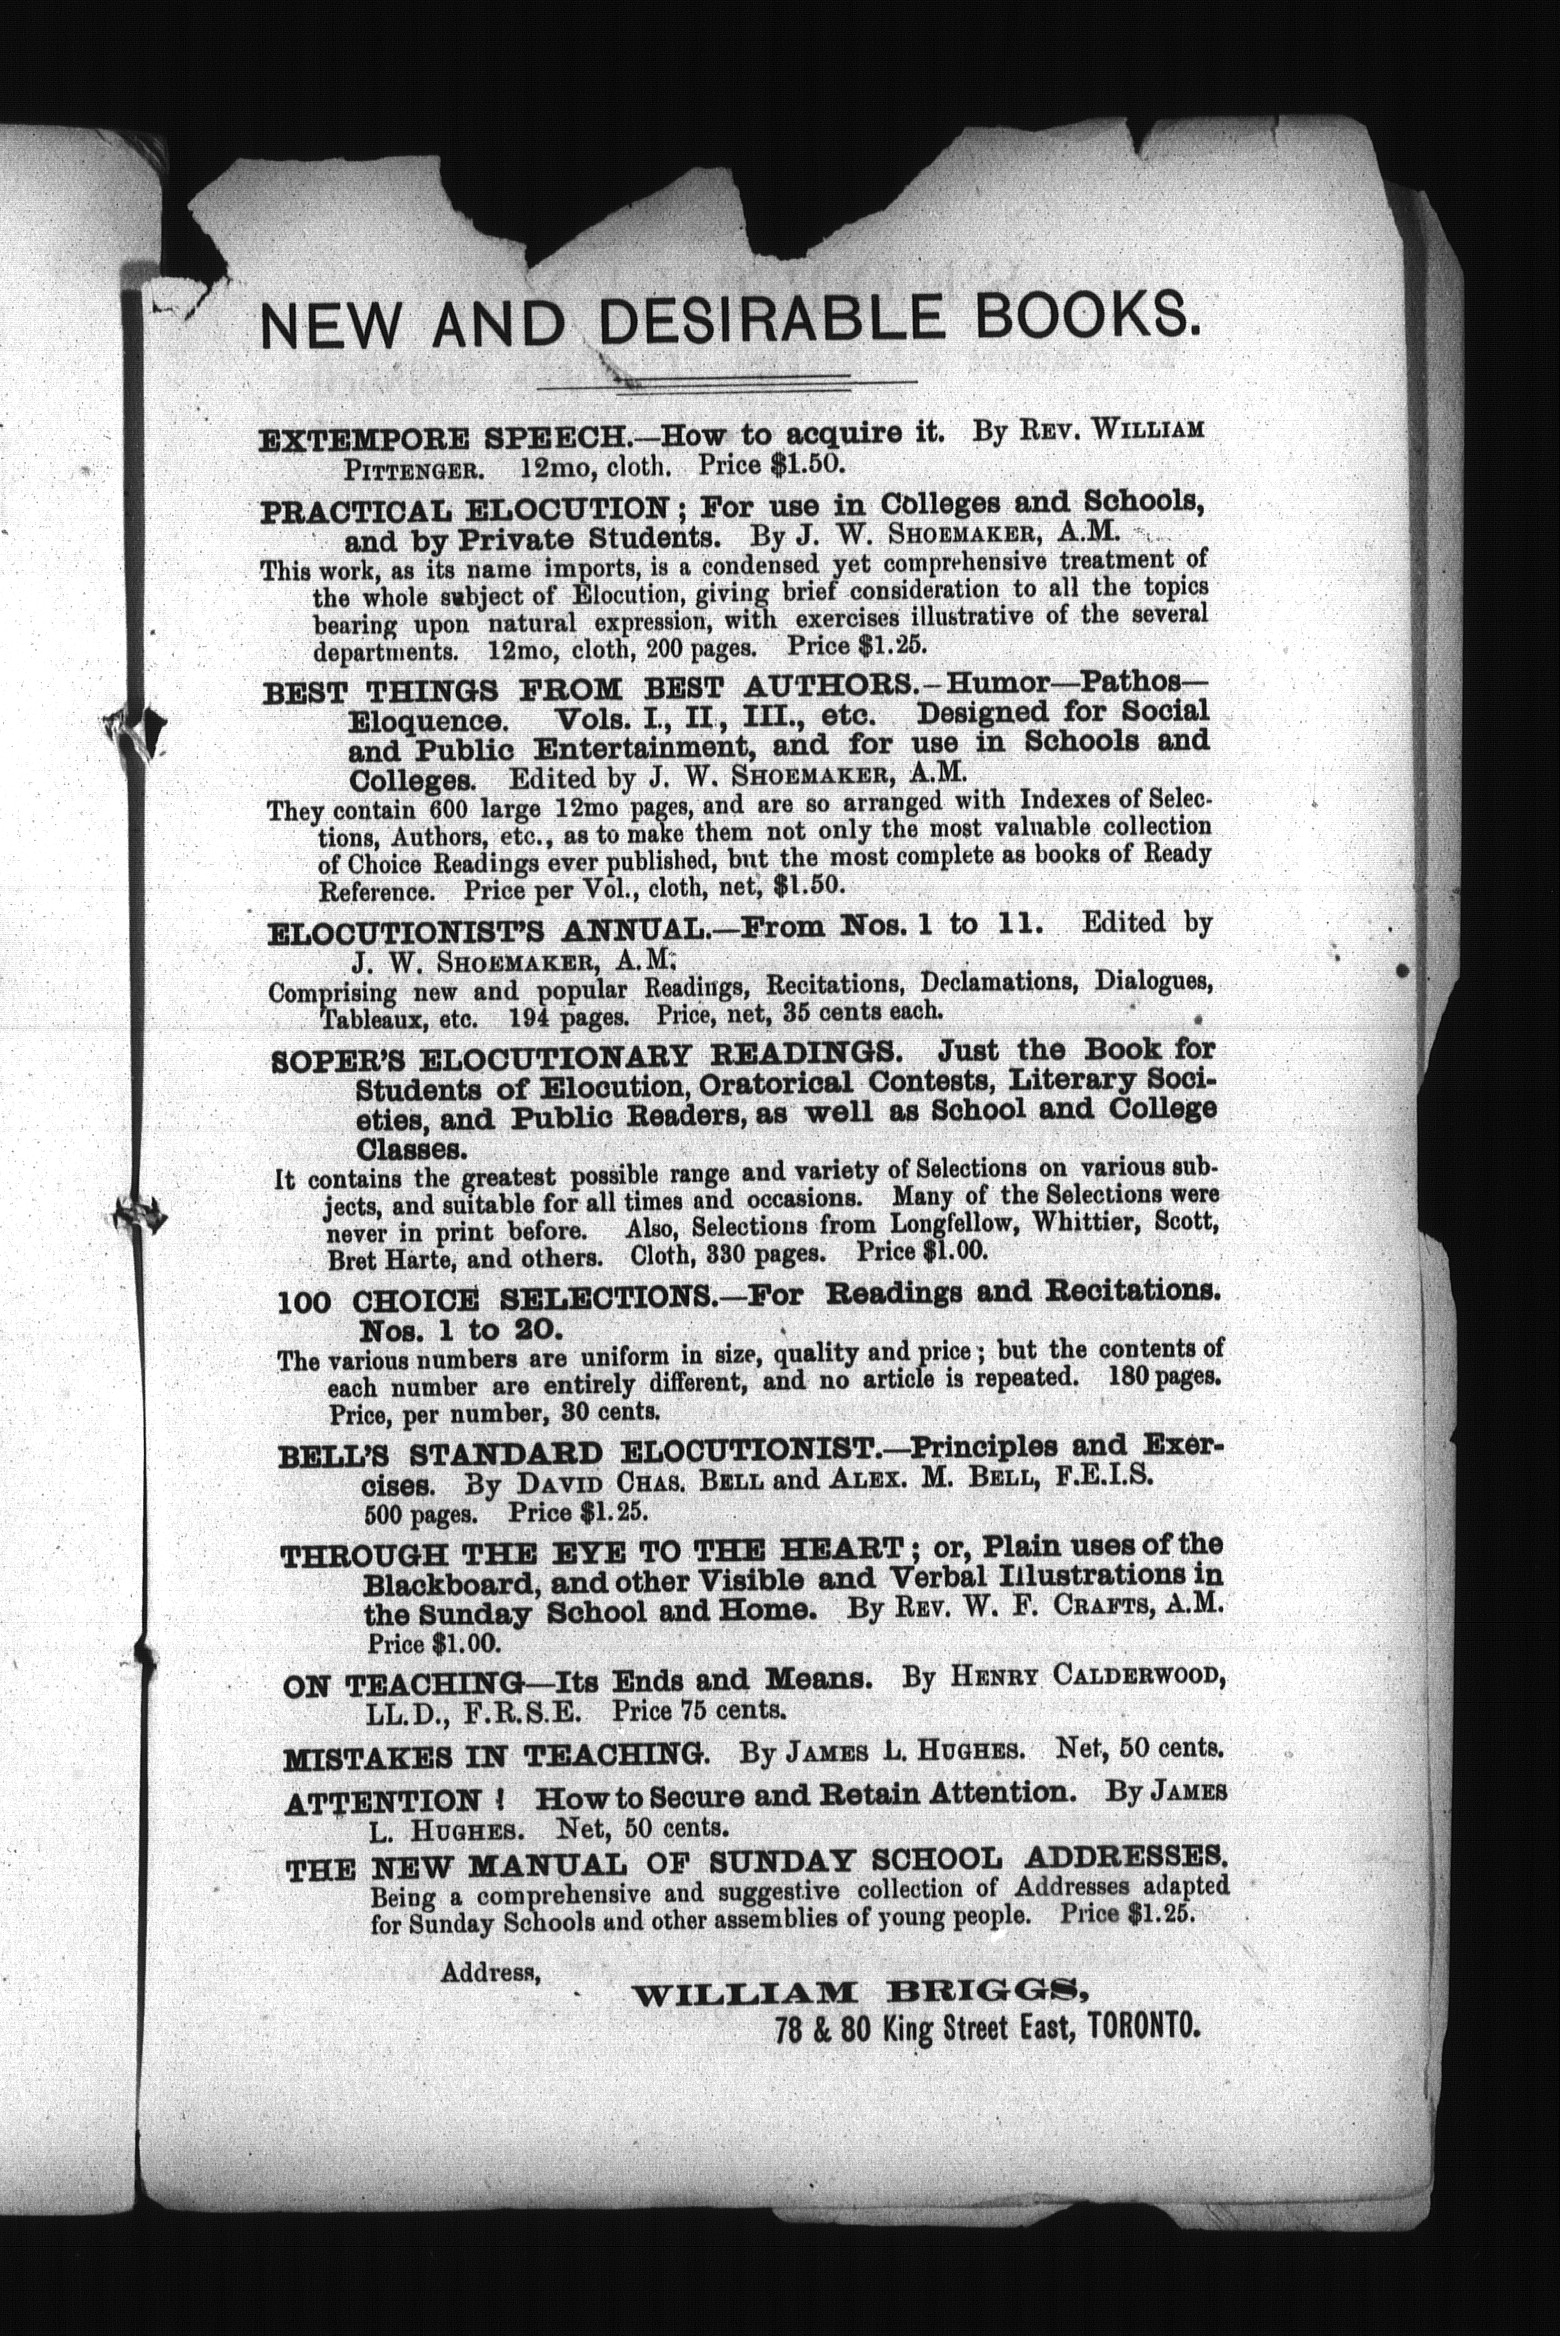 NEW AND DESIRABLE BOOKS.
EXTEMPORE SPEECH.—How to acquire it. By REV. WILLIAM
PITTENGER. 12mo, cloth. Price $1.50.
PRACTICAL ELOCUTION; For use in Colleges and Schools,
and by Private Students. By J. W. SHOEMAKER, A.M.
This work, as its name imports, is a condensed yet comprehensive treatment of
the whole subject of Elocution, giving brief consideration to all the topics
bearing upon natural expression, with exercises illustrative of the several
departments. 12mo, cloth, 200 pages. Price $1.25.
BEST THINGS FROM BEST AUTHORS.—Humor—Pathos—
Eloquence. Vols. I., II., III., etc. Designed for Social
and Public Entertainment, and for use in Schools and
Colleges. Edited by J. W. SHOEMAKER, A.M.
They contain 600 large 12mo pages, and are so arranged with Indexes of Selec-
tions, Authors, etc., as to make them not only the most valuable collection
of Choice Readings ever published, but the most complete as books of Ready
Reference. Price per Vol., cloth, net, $1.50.
ELOCUTIONIST'S ANNUAL.—From Nos. 1 to 11. Edited by
J. W. SHOEMAKER, A.M.
Comprising new and popular Readings, Recitations, Declamations, Dialogues,
Tableaux, etc. 194 pages. Price, net, 35 cents each.
SOPER'S ELOCUTIONARY READINGS. Just the Book for
Students of Elocution, Oratorical Contests, Literary Soci-
eties, and Public Readers, as well as School and College
Classes.
It contains the greatest possible range and variety of Selections on various sub-
jects, and suitable for all times and occasions. Many of the Selections were
never in print before. Also, Selections from Longfellow, Whittier, Scott,
Bret Harte, and others. Cloth, 330 pages. Price $1.00.
100 CHOICE SELECTIONS.—For Readings and Recitations.
Nos. 1 to 20.
The various numbers are uniform in size, quality and price; but the contents of
each number are entirely different, and no article is repeated. 180 pages.
Price, per number, 30 cents.
BELL'S STANDARD ELOCUTIONIST.—Principles and Exer-
cises. By DAVID CHAS. BELL and ALEX. M. BELL, F.E.I.S.
500 pages. Price $1.25.
THROUGH THE EYE TO THE HEART; or, Plain uses of the
Blackboard, and other Visible and Verbal Illustrations in
the Sunday School and Home. By REV. W. F. CRAFTS, A.M.
Price $1.00.
ON TEACHING—Its Ends and Means. By HENRY CALDERWOOD,
LL.D., F.R.S.E. Price 75 cents.
MISTAKES IN TEACHING. By JAMES L. HUGHES. Net, 50 cents.
ATTENTION! How to Secure and Retain Attention. By JAMES
L. HUGHES. Net, 50 cents.
THE NEW MANUAL OF SUNDAY SCHOOL ADDRESSES.
Being a comprehensive and suggestive collection of Addresses adapted
for Sunday Schools and other assemblies of young people. Price $1.25.
Address,
WILLIAM BRIGGS,
78 & 80 King Street East, TORONTO.